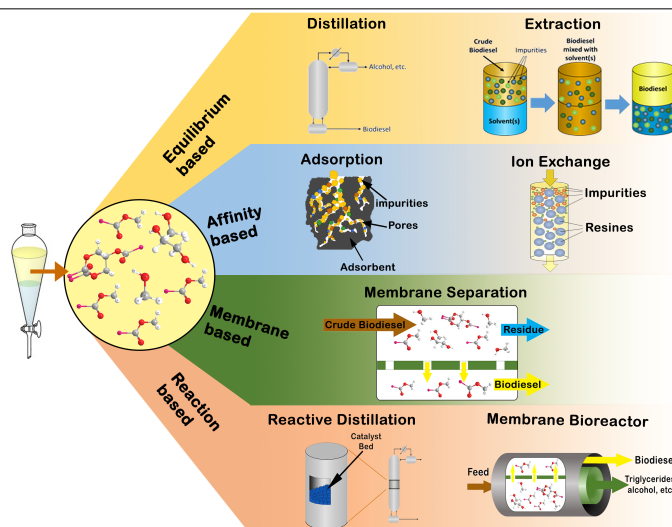 Distillation
Alcohol, etc.
Biodiesel
Extraction
Crude
Biodiesel
Impurities
Biodiesel
mixed with
solvent(s)
Solvent(s)
Biodiesel
Equilibrium
based
Adsorption
impurities
Pores
Adsorbent
Ion Exchange
Impurities
Resines
Affinity
based
Membrane
based
Membrane Separation
Crude Biodiesel
Residue
Biodiesel
Reaction
based
Reactive Distillation
Catalyst
Bed
Membrane Bioreactor
Feed
Biodiese
Triglycerides
alcohol, etc